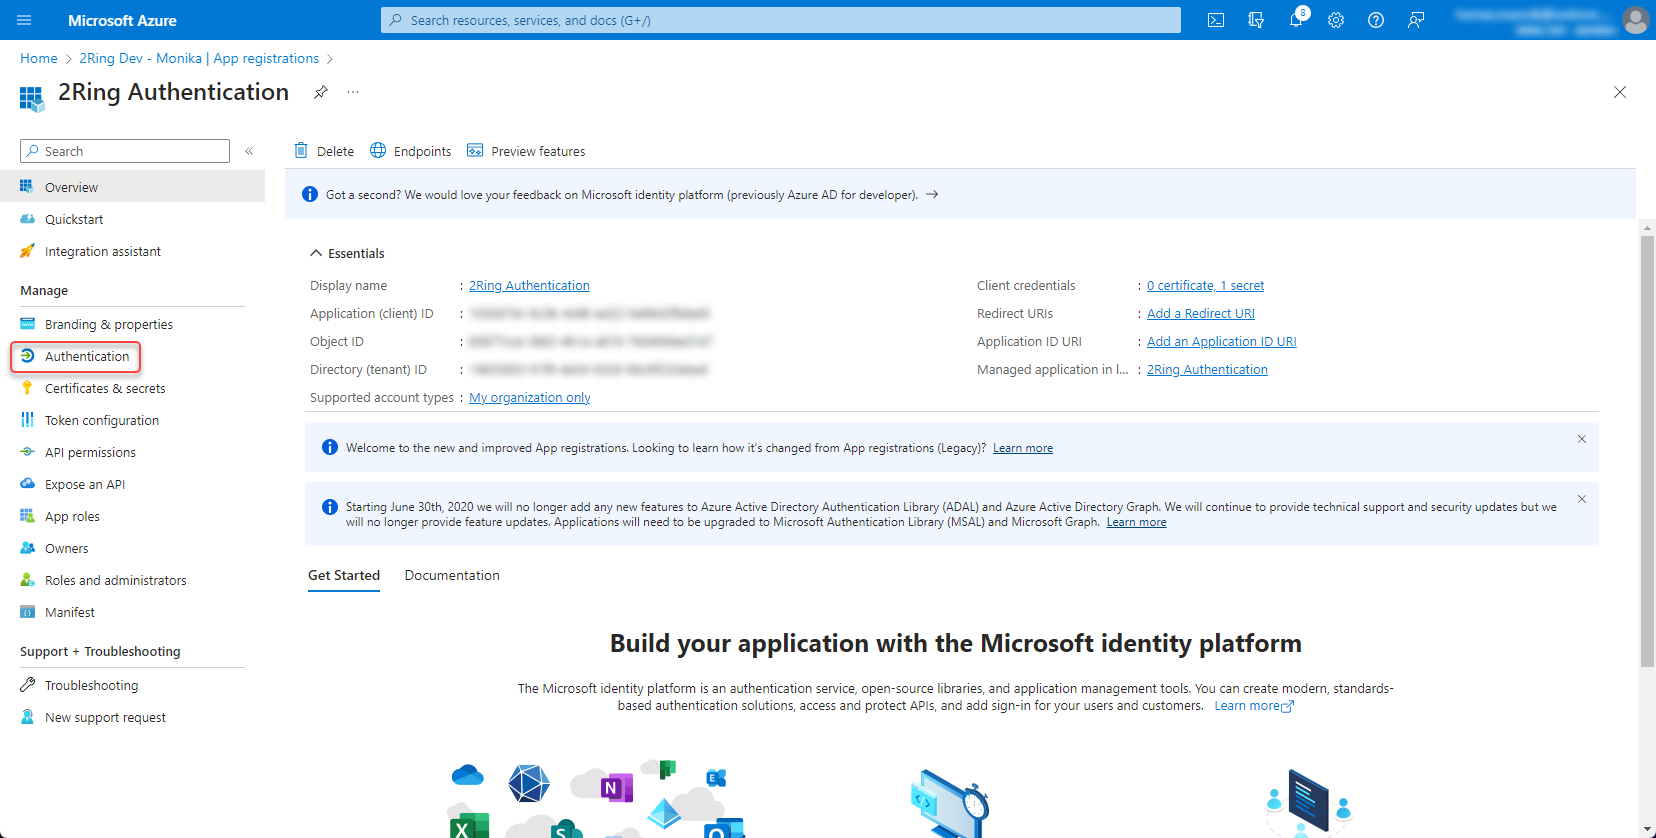 Microsoft Azure
Search resources, services, and docs (G+/)
8
Home > 2Ring Dev - Monika | App registrations >
2Ring Authentication
...
Search
«
Delete
Endpoints
Preview features
Overview
Quickstart
Integration assistant
Manage
Branding & properties
Authentication
Certificates & secrets
Token configuration
API permissions
Expose an API
App roles
Owners
Roles and administrators
Manifest
Support + Troubleshooting
Troubleshooting
New support request
Got a second? We would love your feedback on Microsoft identity platform (previously Azure AD for developer). →
Essentials
Display name : 2Ring Authentication
Application (client) ID :
Object ID :
Directory (tenant) ID :
Supported account types : My organization only
Client credentials : 0 certificate, 1 secret
Redirect URIs : Add a Redirect URI
Application ID URI : Add an Application ID URI
Managed application in l... : 2Ring Authentication
Welcome to the new and improved App registrations. Looking to learn how it's changed from App registrations (Legacy)? Learn more
Starting June 30th, 2020 we will no longer add any new features to Azure Active Directory Authentication Library (ADAL) and Azure Active Directory Graph. We will continue to provide technical support and security updates but we
will no longer provide feature updates. Applications will need to be upgraded to Microsoft Authentication Library (MSAL) and Microsoft Graph. Learn more
Get Started
Documentation
Build your application with the Microsoft identity platform
The Microsoft identity platform is an authentication service, open-source libraries, and application management tools. You can create modern, standards-
based authentication solutions, access and protect APIs, and add sign-in for your users and customers. Learn more
N
E
X
S
O